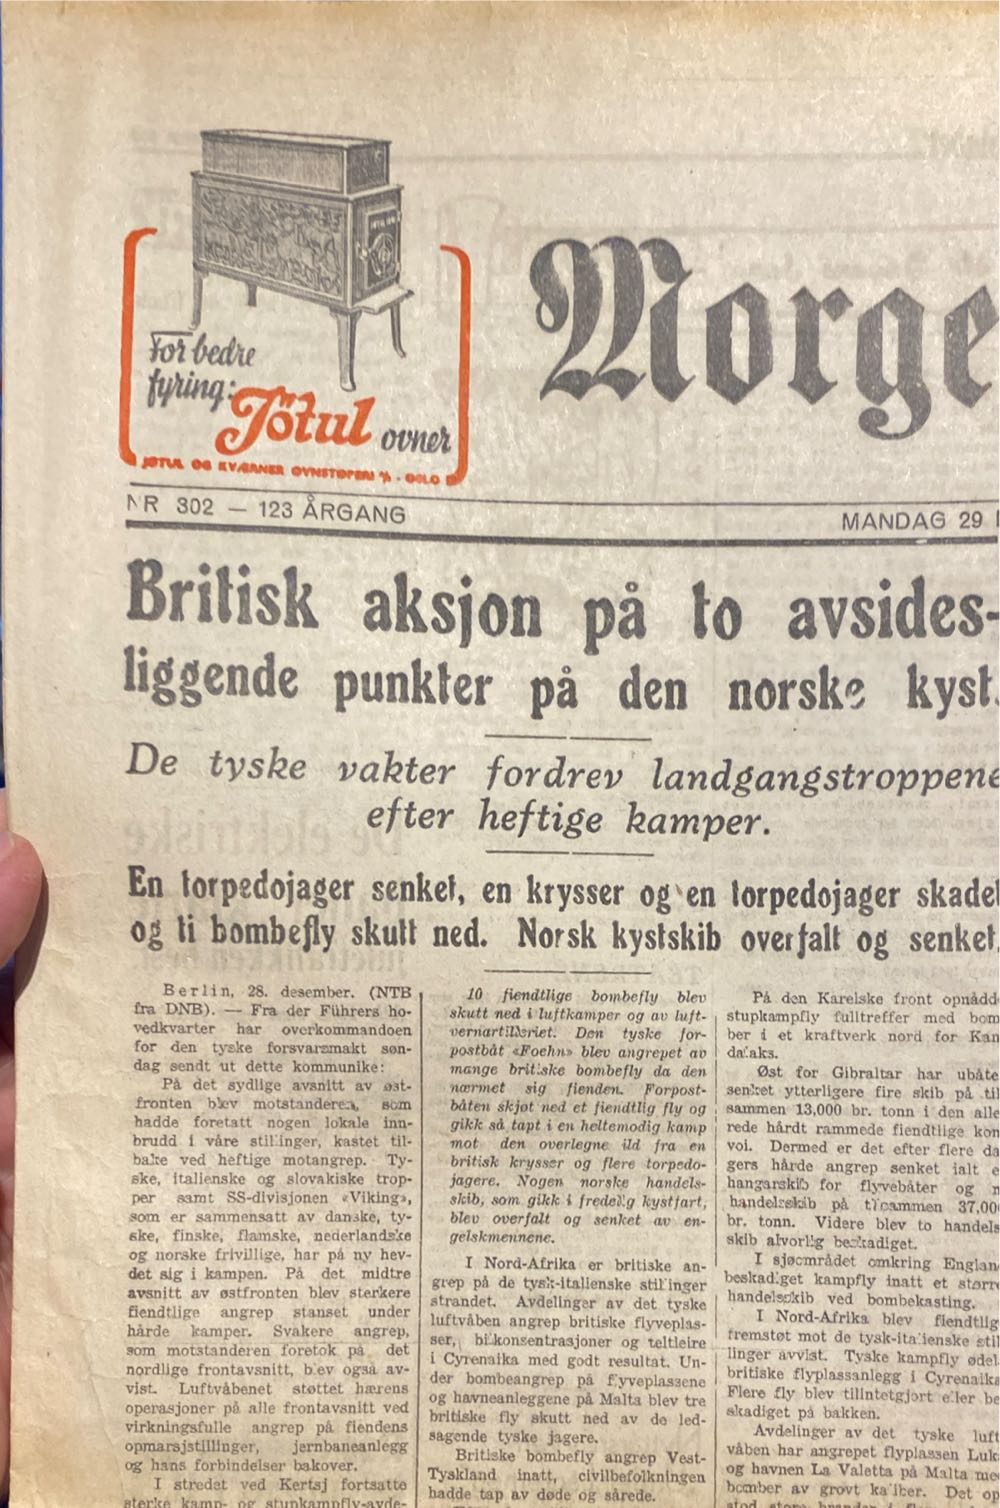 For bedre
fyring:
Jøtul ovner
JØTUL OG KVÆRNER OVNSTØPERI A/S - OSLO
Morge
NR 302 — 123 ÅRGANG
MANDAG 29
Britisk aksjon på to avsides-
liggende punkter på den norske kyst.
De tyske vakter fordrev landgangstroppene
efter heftige kamper.
En torpedojager senket, en krysser og en torpedojager skadet
og ti bombefly skutt ned. Norsk kystskib overfalt og senket.
Berlin, 28. desember. (NTB
fra DNB). — Fra der Führers ho-
vedkvarter har overkommandoen
for den tyske forsvarsmakt søn-
dag sendt ut dette kommunike:
På det sydlige avsnitt av øst-
fronten blev motstanderen, som
hadde foretatt nogen lokale inn-
brudd i våre stillinger, kastet til-
bake ved heftige motangrep. Ty-
ske, italienske og slovakiske trop-
per samt SS-divisjonen «Viking»,
som er sammensatt av danske, ty-
ske, finske, flamske, nederlandske
og norske frivillige, har på ny hev-
det sig i kampen. På det midtre
avsnitt av østfronten blev sterkere
fiendtlige angrep stanset under
hårde kamper. Svakere angrep,
som motstanderen foretok på det
nordlige frontavsnitt, blev også av-
vist. Luftvåbenet støttet hærens
operasjoner på alle frontavsnitt ved
virkningsfulle angrep på fiendens
opmarsjstillinger, jernbaneanlegg
og hans forbindelser bakover.
I stredet ved Kertsj fortsatte
sterke kamp- og stupkampfly-avde-
10 fiendtlige bombefly blev
skutt ned i luftkamper og av luft-
vernartilleriet. Den tyske for-
postbåt «Foehn» blev angrepet av
mange britiske bombefly da den
nærmet sig fienden. Forpost-
båten skjøt ned et fiendtlig fly og
gikk så tapt i en heltemodig kamp
mot den overlegne ild fra en
britisk krysser og flere torpedo-
jagere. Nogen norske handels-
skib, som gikk i fredelig kystfart,
blev overfalt og senket av en-
gelskmennene.
I Nord-Afrika er britiske an-
grep på de tysk-italienske stillinger
strandet. Avdelinger av det tyske
luftvåben angrep britiske flyveplas-
ser, bilkonsentrasjoner og teltleire
i Cyrenaika med godt resultat. Un-
der bombeangrep på flyveplassene
og havneanleggene på Malta blev tre
britiske fly skutt ned av de led-
sagende tyske jagere.
Britiske bombefly angrep Vest-
Tyskland inatt, civilbefolkningen
hadde tap av døde og sårede.
På den Karelske front opnådd
stupkampfly fulltreffer med bom
ber i et kraftverk nord for Kan
dalaks.
Øst for Gibraltar har ubåte
senket ytterligere fire skib på til
sammen 13,000 br. tonn i den alle
rede hårdt rammede fiendtlige kon
voi. Dermed er det efter flere da
gers hårde angrep senket ialt e
hangarskib for flyvebåter og n
handelsskib på tilsammen 37,00
br. tonn. Videre blev to handels
skib alvorlig beskadiget.
I sjøområdet omkring Englan
beskadiget kampfly inatt et større
handelsskib ved bombekasting.
I Nord-Afrika blev fiendtlig
fremstøt mot de tysk-italienske stil
linger avvist. Tyske kampfly ødel
britiske flyplassanlegg i Cyrenaika
Flere fly blev tilintetgjort eller be
skadiget på bakken.
Avdelinger av det tyske luft
våben har angrepet flyplassen Luk
og havnen La Valetta på Malta med
bomber av grovt kaliber. Det op